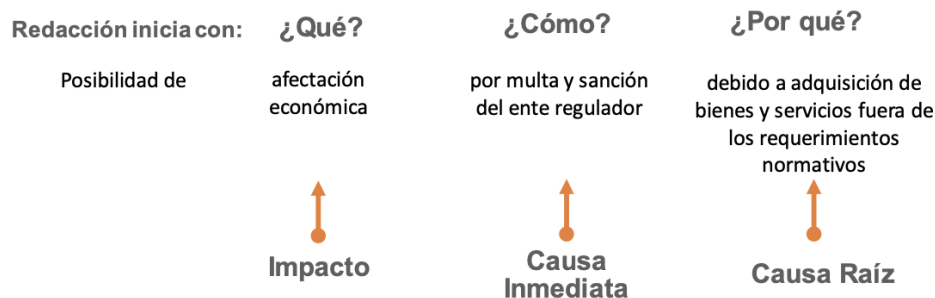 Redacción inicia con: ¿Qué? ¿Cómo? ¿Por qué?
Posibilidad de
afectación
económica
por multa y sanción
del ente regulador
debido a adquisición de
bienes y servicios fuera de
los requerimientos
normativos
Impacto
Causa
Inmediata
Causa Raíz